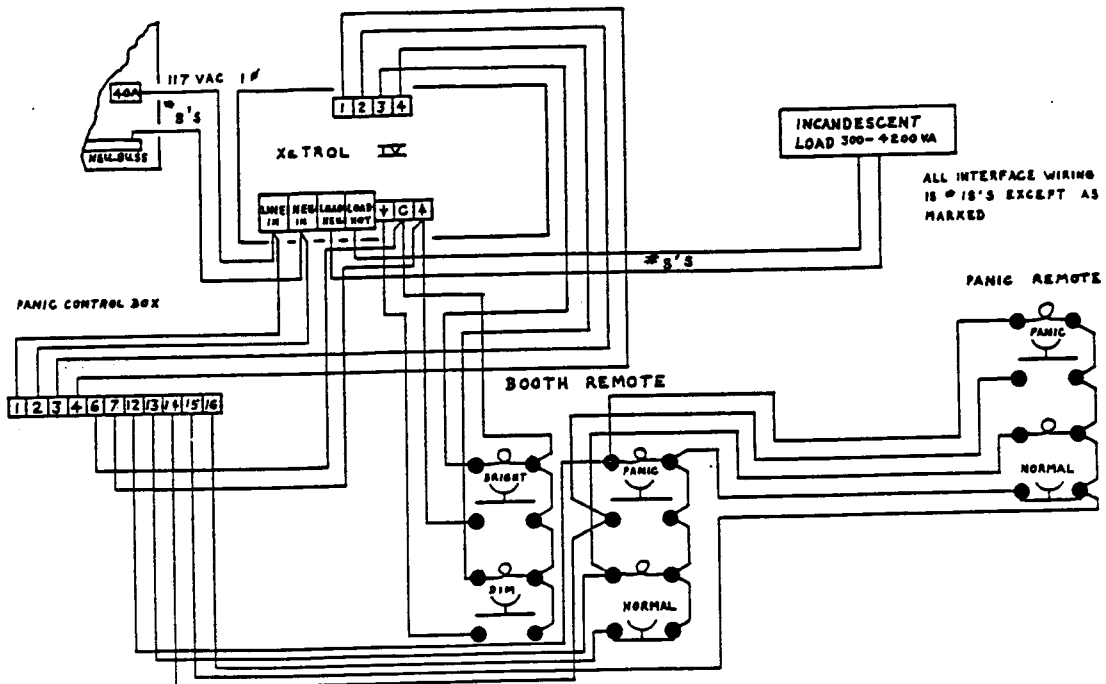 117 VAC 1Ø
40A
#8'S
NEU. BUSS
1 2 3 4
XeTROL IV
LINE IN
NEU IN
LOAD NEU
LOAD HOT
↓ C ↑
INCANDESCENT
LOAD 300-4200 VA
ALL INTERFACE WIRING
IS #18'S EXCEPT AS
MARKED
#8'S
PANIC CONTROL BOX
1 2 3 4 6 7 12 13 14 15 16
BOOTH REMOTE
BRIGHT
DIM
PANIC
NORMAL
PANIC REMOTE
PANIC
NORMAL